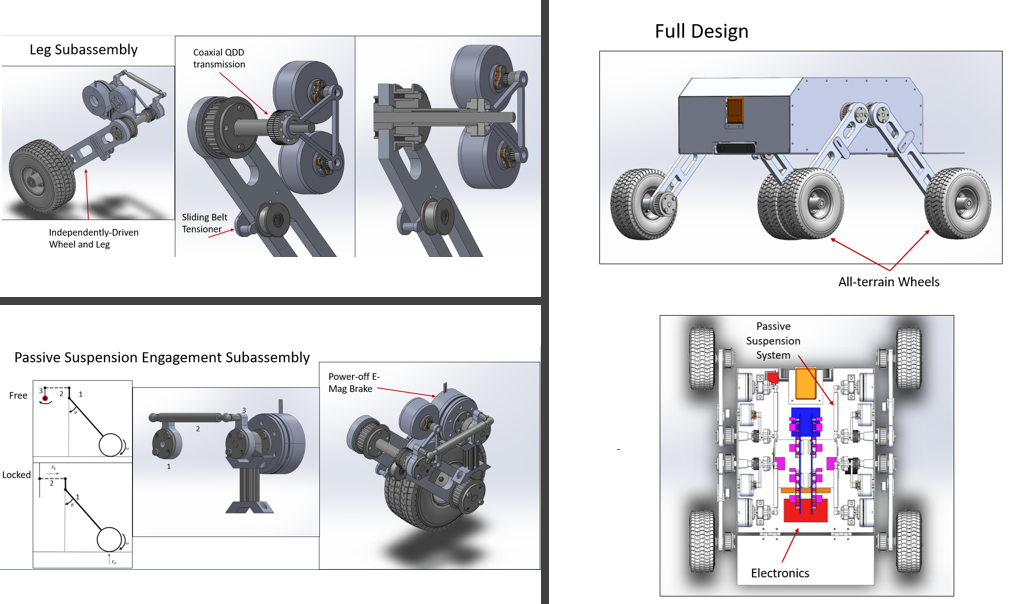 Leg Subassembly
Independently-Driven
Wheel and Leg
Coaxial QDD
transmission
Sliding Belt
Tensioner
Full Design
All-terrain Wheels
Passive Suspension Engagement Subassembly
Free
3
2
1
Locked
2
1
3
2
1
Power-off E-
Mag Brake
Passive
Suspension
System
Electronics